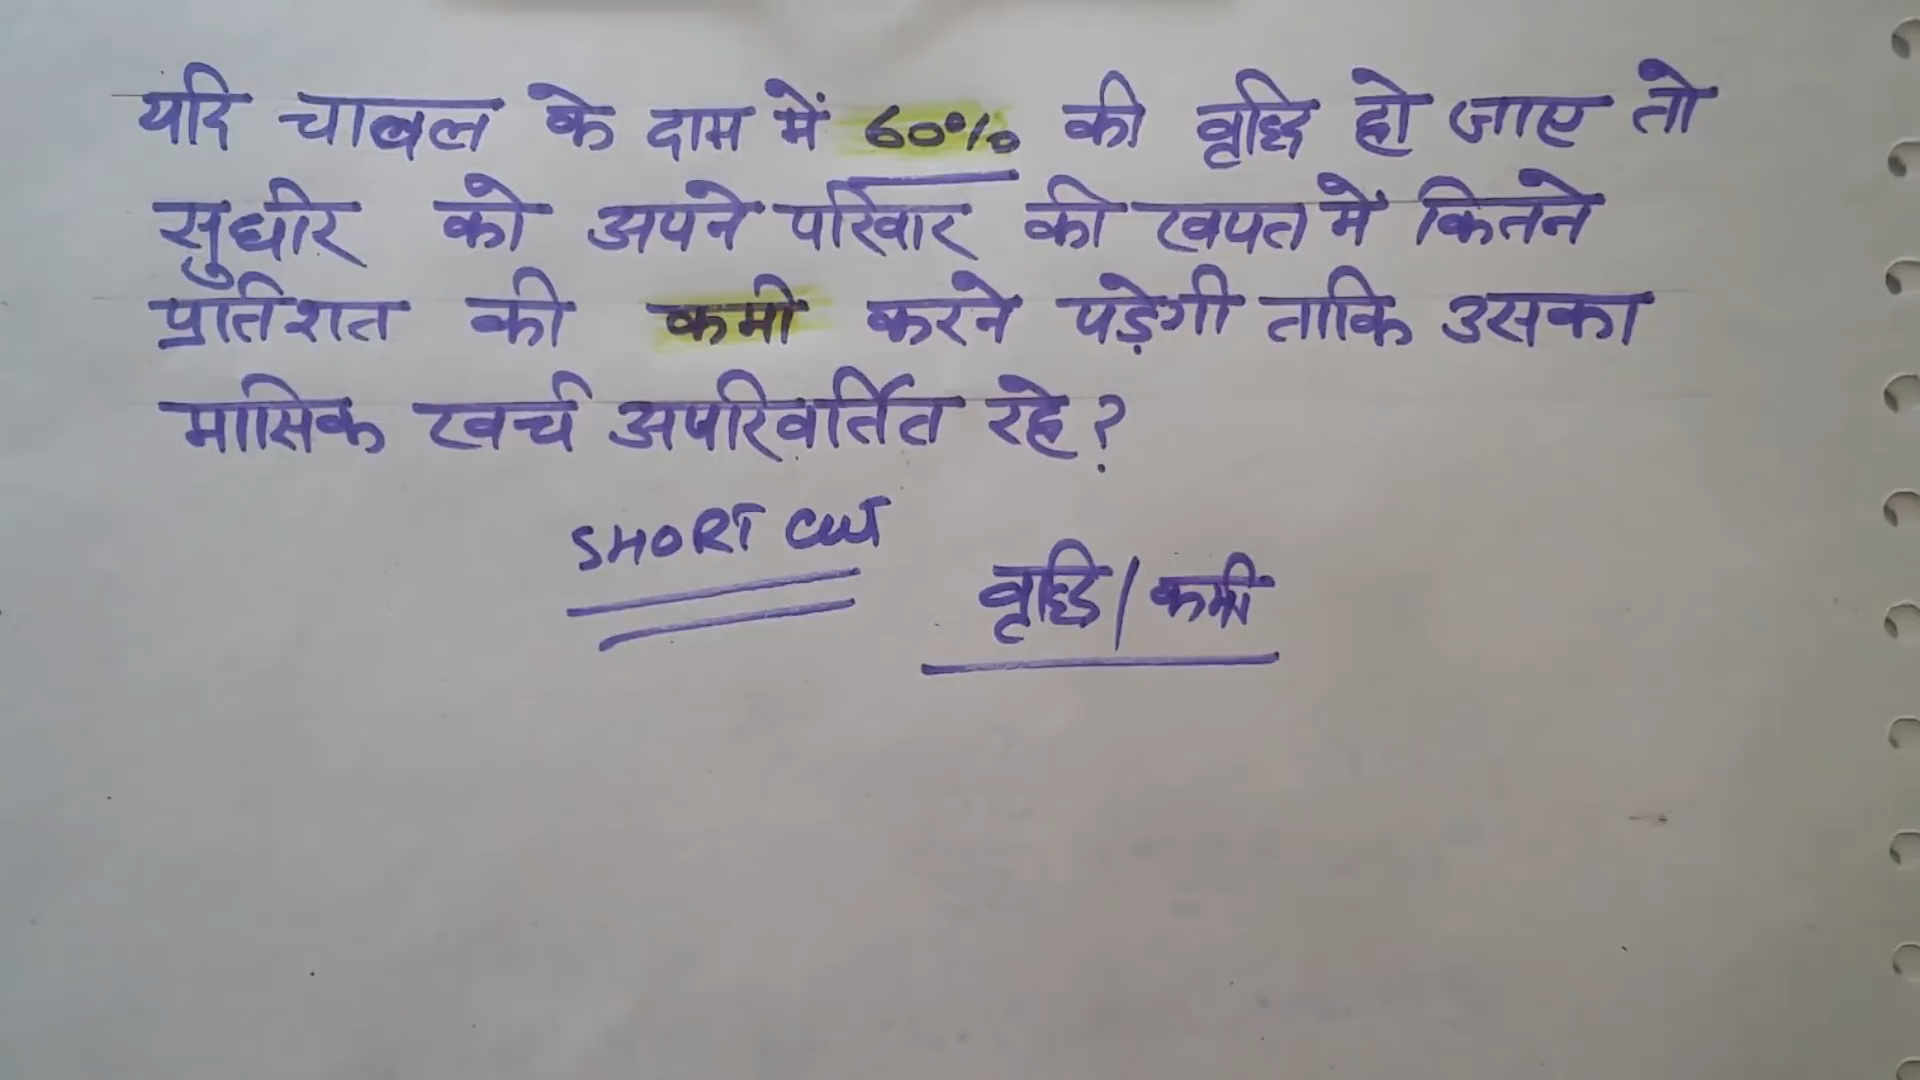 यदि चावल के दाम में 60% की वृद्धि हो जाए तो
सुधीर को अपने परिवार की खपत में कितने
प्रतिशत की कमी करने पड़ेगी ताकि उसका
मासिक खर्च अपरिवर्तित रहे?
SHORT CUT
वृद्धि/कमी